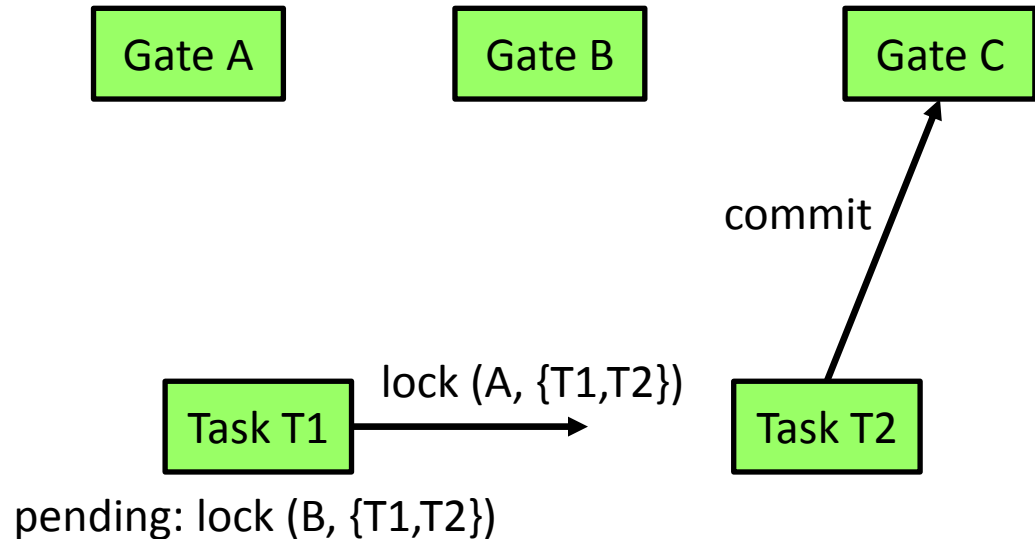 Gate A
Gate B
Gate C
commit
lock (A, {T1,T2})
Task T1
Task T2
pending: lock (B, {T1,T2})